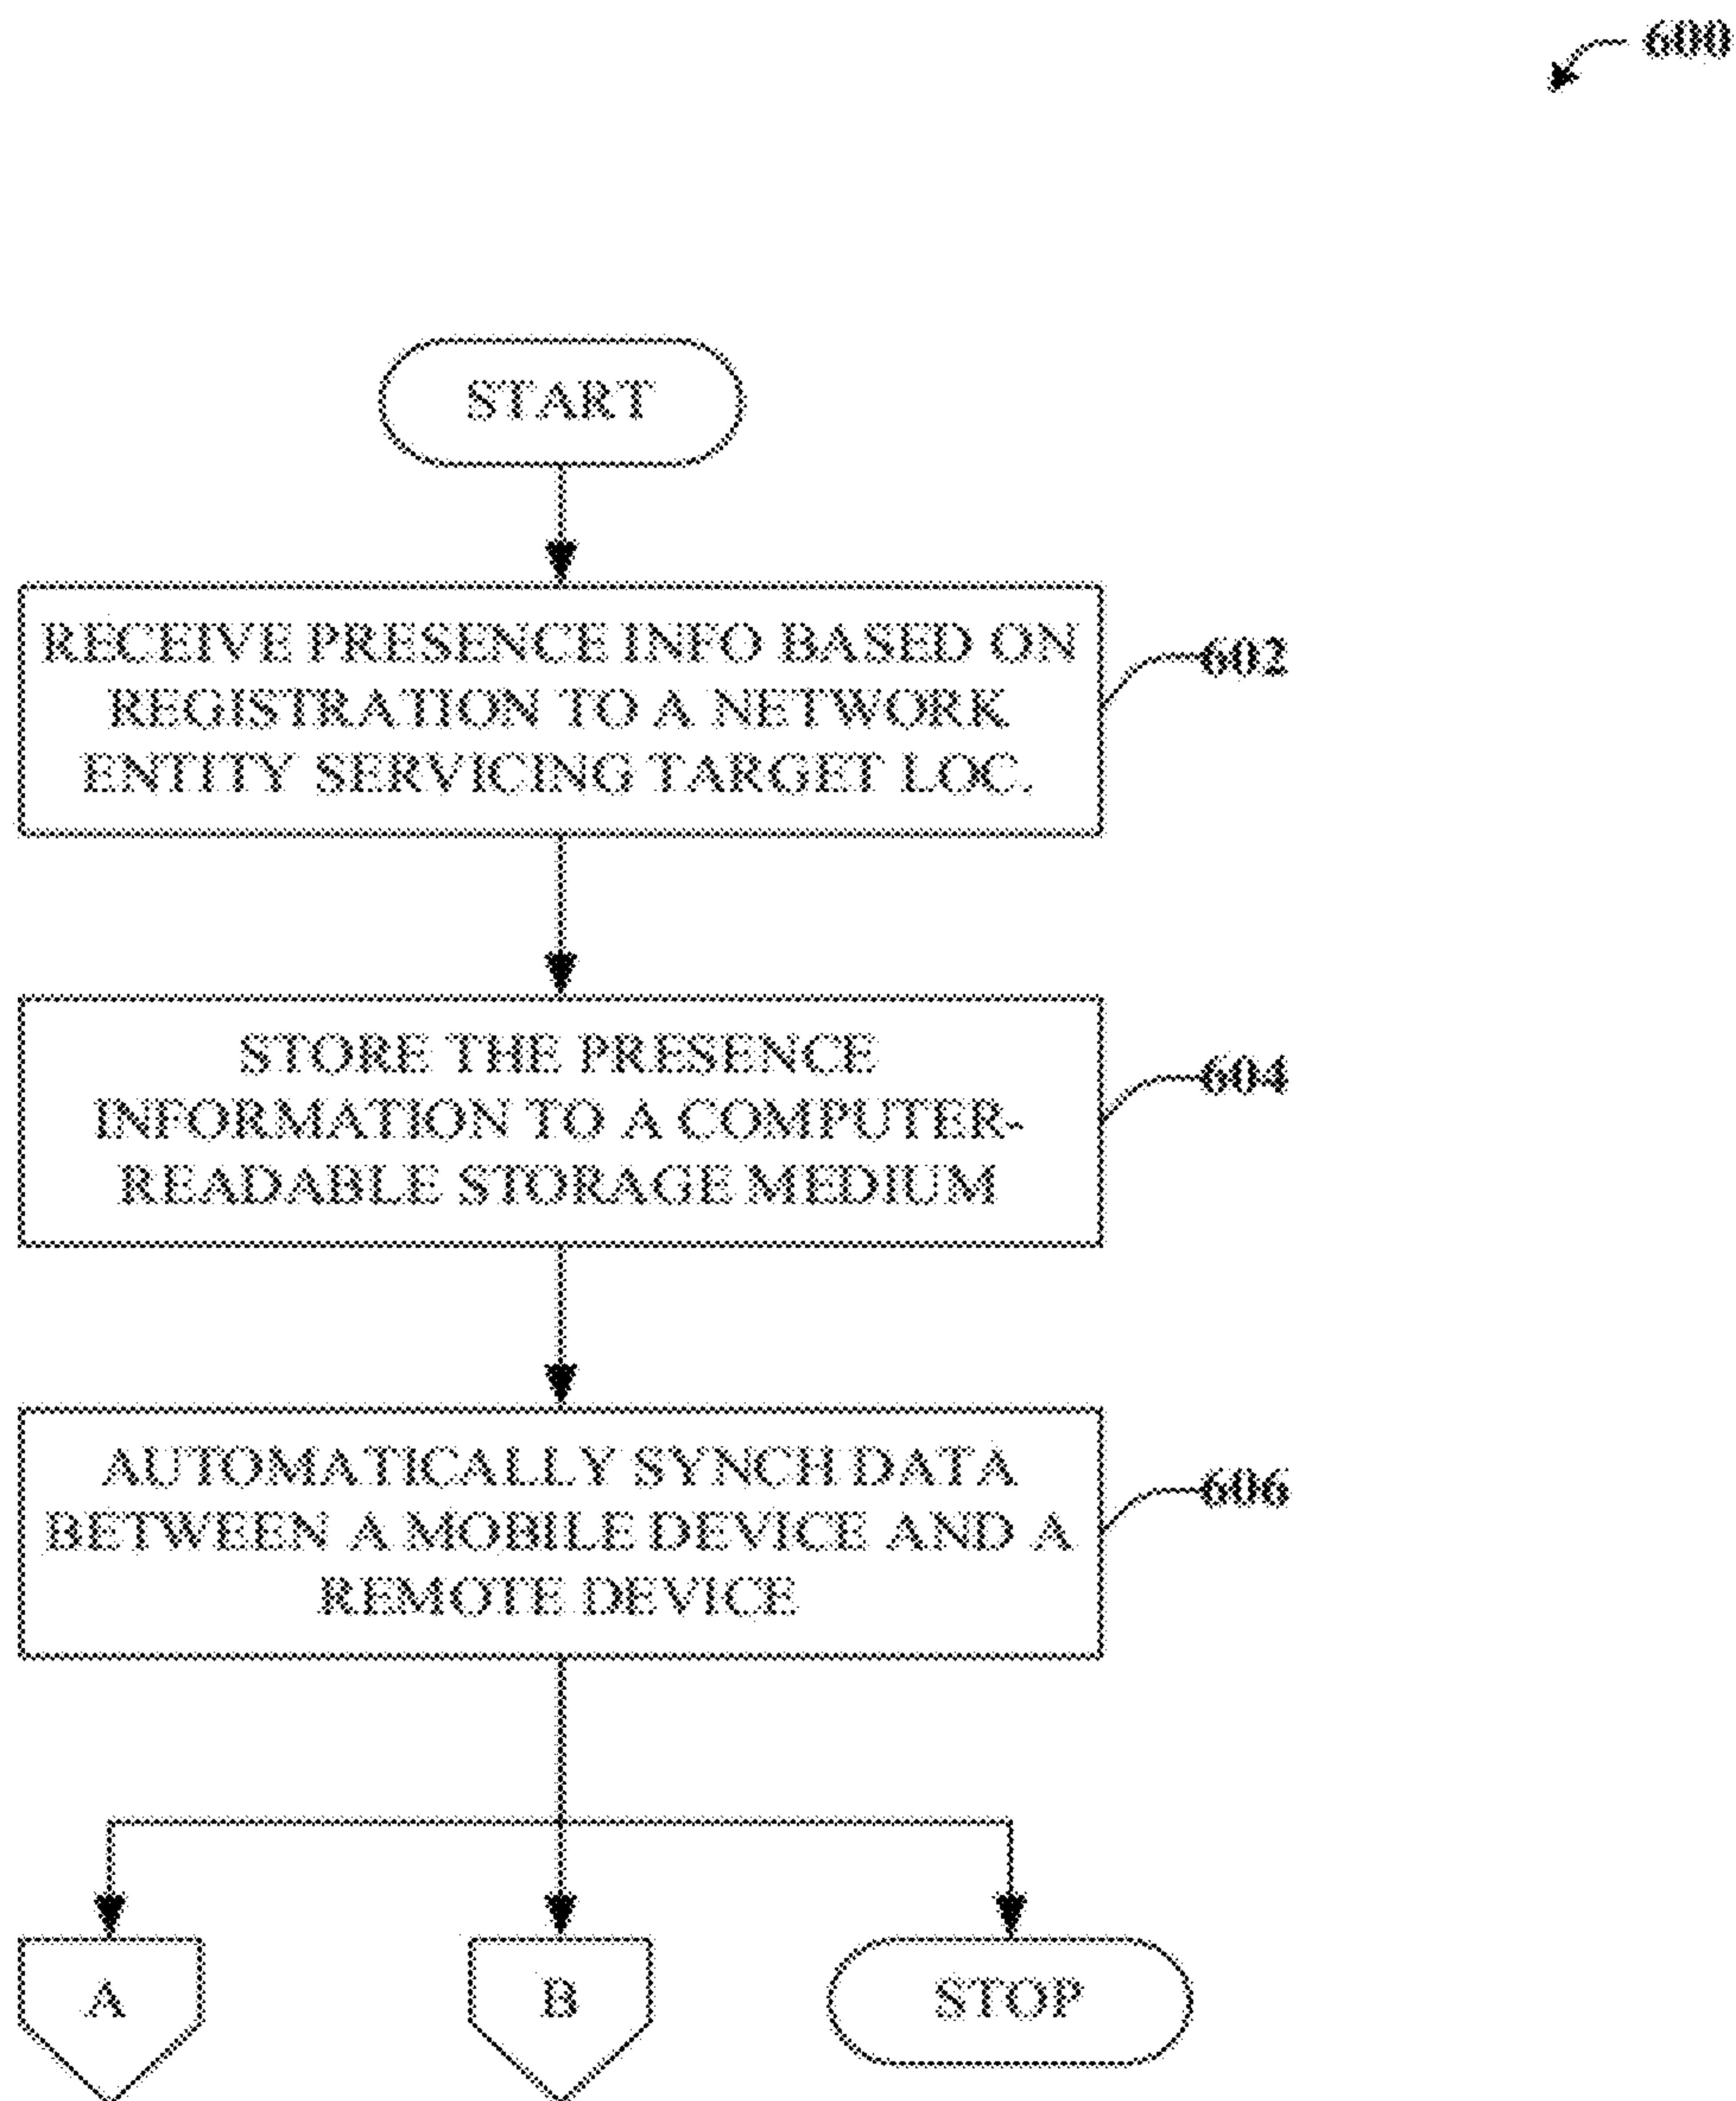 600
START
RECEIVE PRESENCE INFO BASED ON
REGISTRATION TO A NETWORK
ENTITY SERVICING TARGET LOC.
602
STORE THE PRESENCE
INFORMATION TO A COMPUTER-
READABLE STORAGE MEDIUM
604
AUTOMATICALLY SYNCH DATA
BETWEEN A MOBILE DEVICE AND A
REMOTE DEVICE
606
A
B
STOP